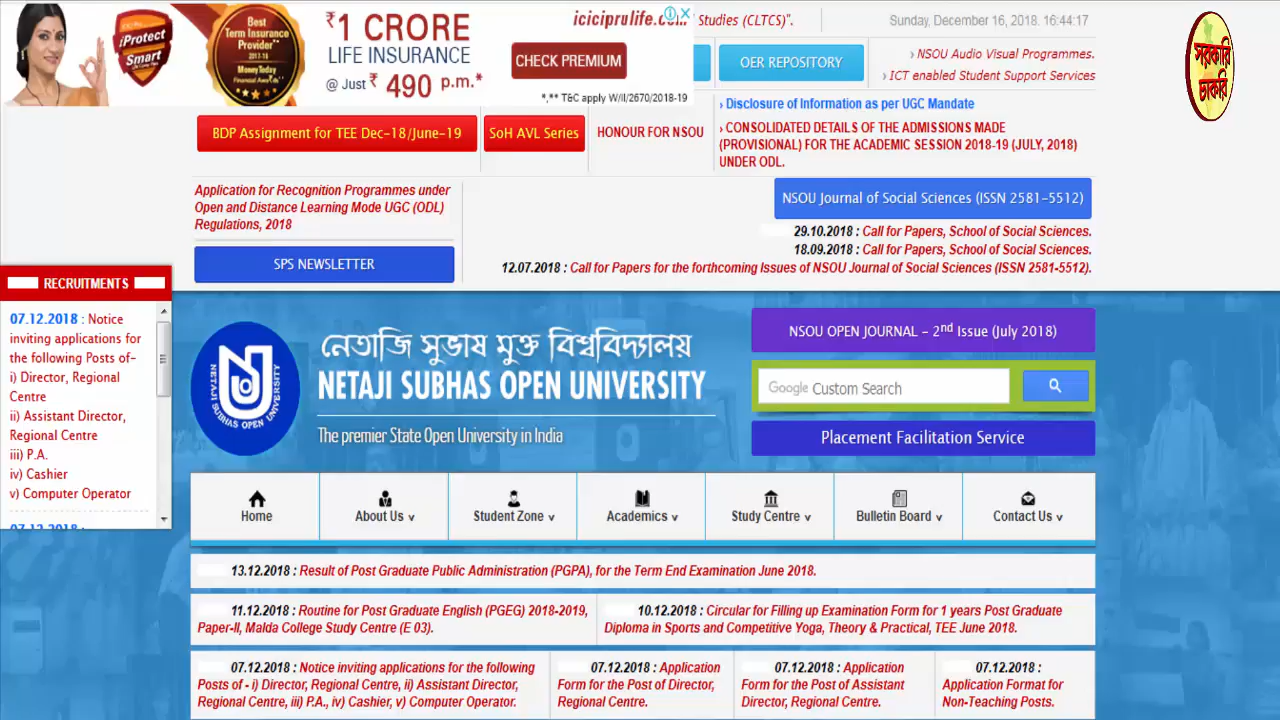 Best
Term Insurance
Provider**
2017-18
MoneyToday
Financial Awards
iProtect
Smart
₹1 CRORE
LIFE INSURANCE
@ Just ₹ 490 p.m.*
CHECK PREMIUM
*,** T&C apply W/II/2670/2018-19
Studies (CLTCS)".
Sunday, December 16, 2018. 16:44:17
OER REPOSITORY
› NSOU Audio Visual Programmes.
› ICT enabled Student Support Services
সরকারি
চাকরি
BDP Assignment for TEE Dec-18/June-19
SoH AVL Series
HONOUR FOR NSOU
› Disclosure of Information as per UGC Mandate
› CONSOLIDATED DETAILS OF THE ADMISSIONS MADE
(PROVISIONAL) FOR THE ACADEMIC SESSION 2018-19 (JULY, 2018)
UNDER ODL.
Application for Recognition Programmes under
Open and Distance Learning Mode UGC (ODL)
Regulations, 2018
SPS NEWSLETTER
NSOU Journal of Social Sciences (ISSN 2581-5512)
29.10.2018 : Call for Papers, School of Social Sciences.
18.09.2018 : Call for Papers, School of Social Sciences.
12.07.2018 : Call for Papers for the forthcoming Issues of NSOU Journal of Social Sciences (ISSN 2581-5512).
RECRUITMENTS
07.12.2018 : Notice
inviting applications for
the following Posts of-
i) Director, Regional
Centre
ii) Assistant Director,
Regional Centre
iii) P.A.
iv) Cashier
v) Computer Operator
07.12.2018 :
NETAJI SUBHAS OPEN UNIVERSITY
নেতাজি সুভাষ মুক্ত বিশ্ববিদ্যালয়
NETAJI SUBHAS OPEN UNIVERSITY
The premier State Open University in India
NSOU OPEN JOURNAL - 2nd Issue (July 2018)
Google Custom Search
Placement Facilitation Service
Home
About Us
Student Zone
Academics
Study Centre
Bulletin Board
Contact Us
13.12.2018 : Result of Post Graduate Public Administration (PGPA), for the Term End Examination June 2018.
11.12.2018 : Routine for Post Graduate English (PGEG) 2018-2019,
Paper-II, Malda College Study Centre (E 03).
10.12.2018 : Circular for Filling up Examination Form for 1 years Post Graduate
Diploma in Sports and Competitive Yoga, Theory & Practical, TEE June 2018.
07.12.2018 : Notice inviting applications for the following
Posts of - i) Director, Regional Centre, ii) Assistant Director,
Regional Centre, iii) P.A., iv) Cashier, v) Computer Operator.
07.12.2018 : Application
Form for the Post of Director,
Regional Centre.
07.12.2018 : Application
Form for the Post of Assistant
Director, Regional Centre.
07.12.2018 :
Application Format for
Non-Teaching Posts.